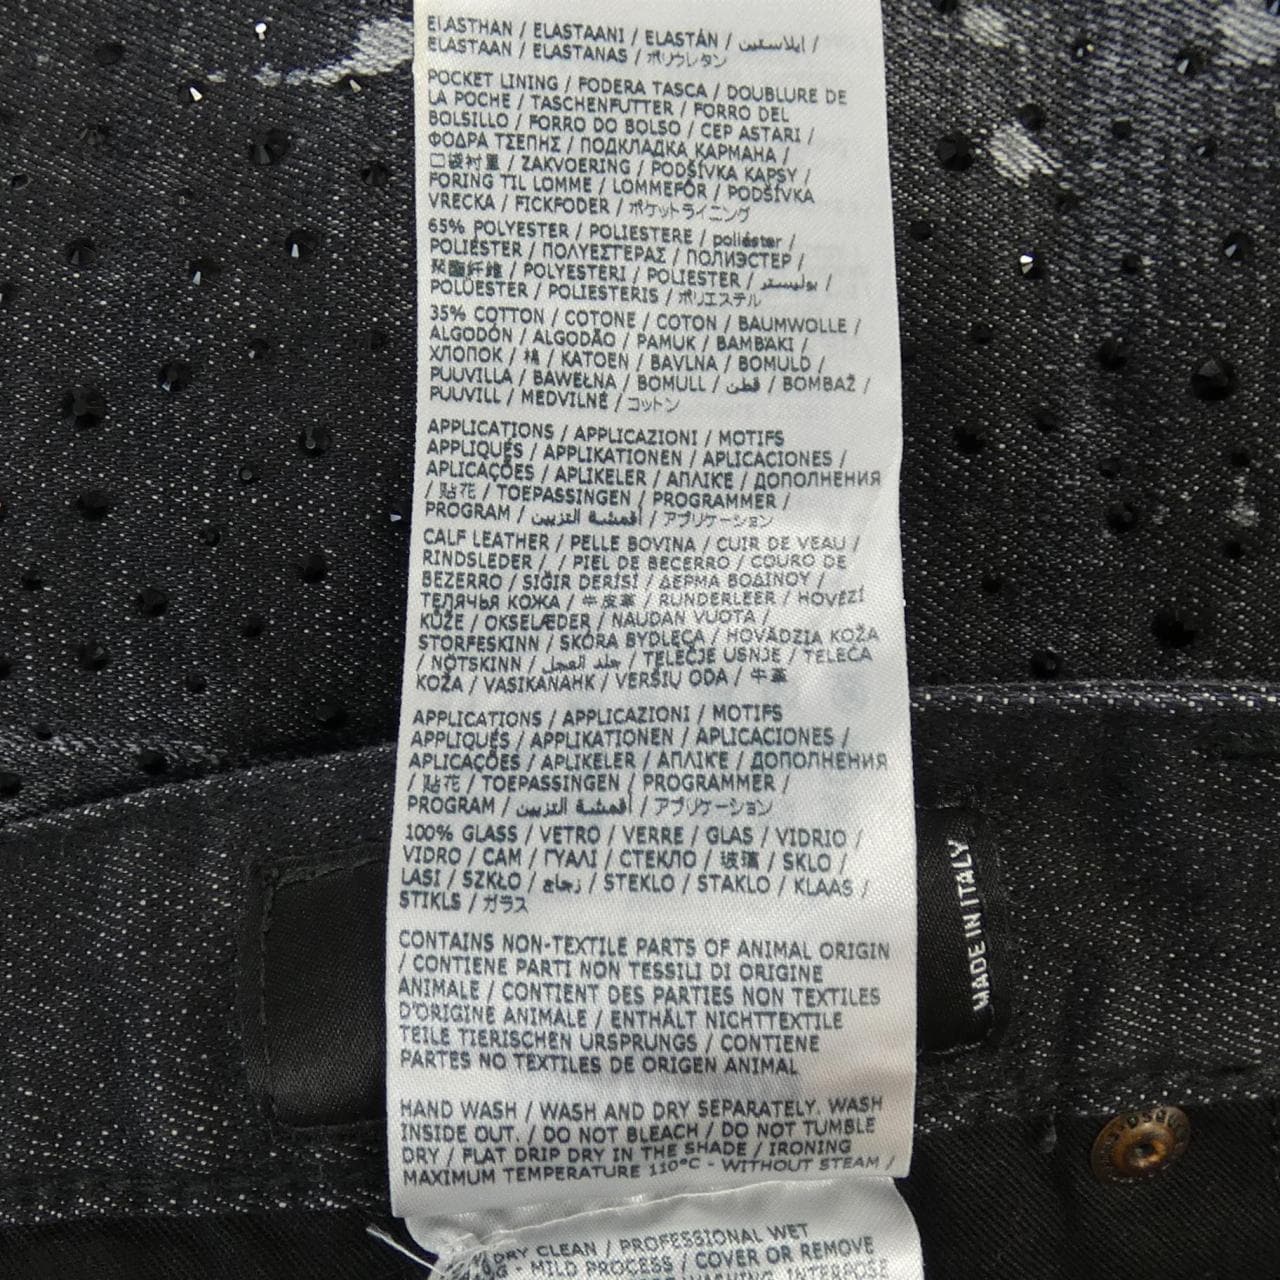 ELASTHAN / ELASTAANI / ELASTÁN / إيلاستين /
ELASTAAN / ELASTANAS / ポリウレタン
POCKET LINING / FODERA TASCA / DOUBLURE DE
LA POCHE / TASCHENFUTTER / FORRO DEL
BOLSILLO / FORRO DO BOLSO / CEP ASTARI /
ΦΟΔΡΑ ΤΣΕΠΗΣ / ПОДКЛАДКА КАРМАНА /
口袋衬里 / ZAKVOERING / PODŠÍVKA KAPSY /
FORING TIL LOMME / LOMMEFÔR / PODŠÍVKA
VRECKA / FICKFODER / ポケットライニング
65% POLYESTER / POLIESTERE / poliéster /
POLIÉSTER / ΠΟΛΥΕΣΤΕΡΑΣ / ПОЛИЭСТЕР /
聚酯纤维 / POLYESTERI / POLIESTER / بوليستر /
POLÜESTER / POLIESTERIS / ポリエステル
35% COTTON / COTONE / COTON / BAUMWOLLE /
ALGODÓN / ALGODÃO / PAMUK / BAMBAKI /
ХЛОПОК / 棉 / KATOEN / BAVLNA / BOMULD /
PUUVILLA / BAWEŁNA / BOMULL / قطن / BOMBAŽ /
PUUVILL / MEDVILNĖ / コットン
APPLICATIONS / APPLICAZIONI / MOTIFS
APPLIQUÉS / APPLIKATIONEN / APLICACIONES /
APLICAÇÕES / APLIKELER / ΑΠΛΙΚΕ / ДОПОЛНЕНИЯ
/ 贴花 / TOEPASSINGEN / PROGRAMMER /
PROGRAM / أقمشة التزيين / アプリケーション
CALF LEATHER / PELLE BOVINA / CUIR DE VEAU /
RINDSLEDER / / PIEL DE BECERRO / COURO DE
BEZERRO / SIĞIR DERİSİ / ΔΕΡΜΑ ΒΟΔΙΝΟΥ /
ТЕЛЯЧЬЯ КОЖА / 牛皮革 / RUNDERLEER / HOVĚZÍ
KŮŽE / OKSELÆDER / NAUDAN VUOTA /
STORFESKINN / SKÓRA BYDLĘCA / HOVÄDZIA KOŽA
/ NÖTSKINN / جلد العجل / TELEČJE USNJE / TELEĆA
KOŽA / VASIKANAHK / VERŠIŲ ODA / 牛革
APPLICATIONS / APPLICAZIONI / MOTIFS
APPLIQUÉS / APPLIKATIONEN / APLICACIONES /
APLICAÇÕES / APLIKELER / ΑΠΛΙΚΕ / ДОПОЛНЕНИЯ
/ 贴花 / TOEPASSINGEN / PROGRAMMER /
PROGRAM / أقمشة التزيين / アプリケーション
100% GLASS / VETRO / VERRE / GLAS / VIDRIO /
VIDRO / CAM / ΓΥΑΛΙ / СТЕКЛО / 玻璃 / SKLO /
LASI / SZKŁO / زجاج / STEKLO / STAKLO / KLAAS /
STIKLS / ガラス
CONTAINS NON-TEXTILE PARTS OF ANIMAL ORIGIN
/ CONTIENE PARTI NON TESSILI DI ORIGINE
ANIMALE / CONTIENT DES PARTIES NON TEXTILES
D'ORIGINE ANIMALE / ENTHÄLT NICHTTEXTILE
TEILE TIERISCHEN URSPRUNGS / CONTIENE
PARTES NO TEXTILES DE ORIGEN ANIMAL
HAND WASH / WASH AND DRY SEPARATELY. WASH
INSIDE OUT. / DO NOT BLEACH / DO NOT TUMBLE
DRY / FLAT DRIP DRY IN THE SHADE / IRONING
MAXIMUM TEMPERATURE 110°C - WITHOUT STEAM /
DRY CLEAN / PROFESSIONAL WET
- MILD PROCESS / COVER OR REMOVE
WASHING. INTERPOSE
MADE IN ITALY